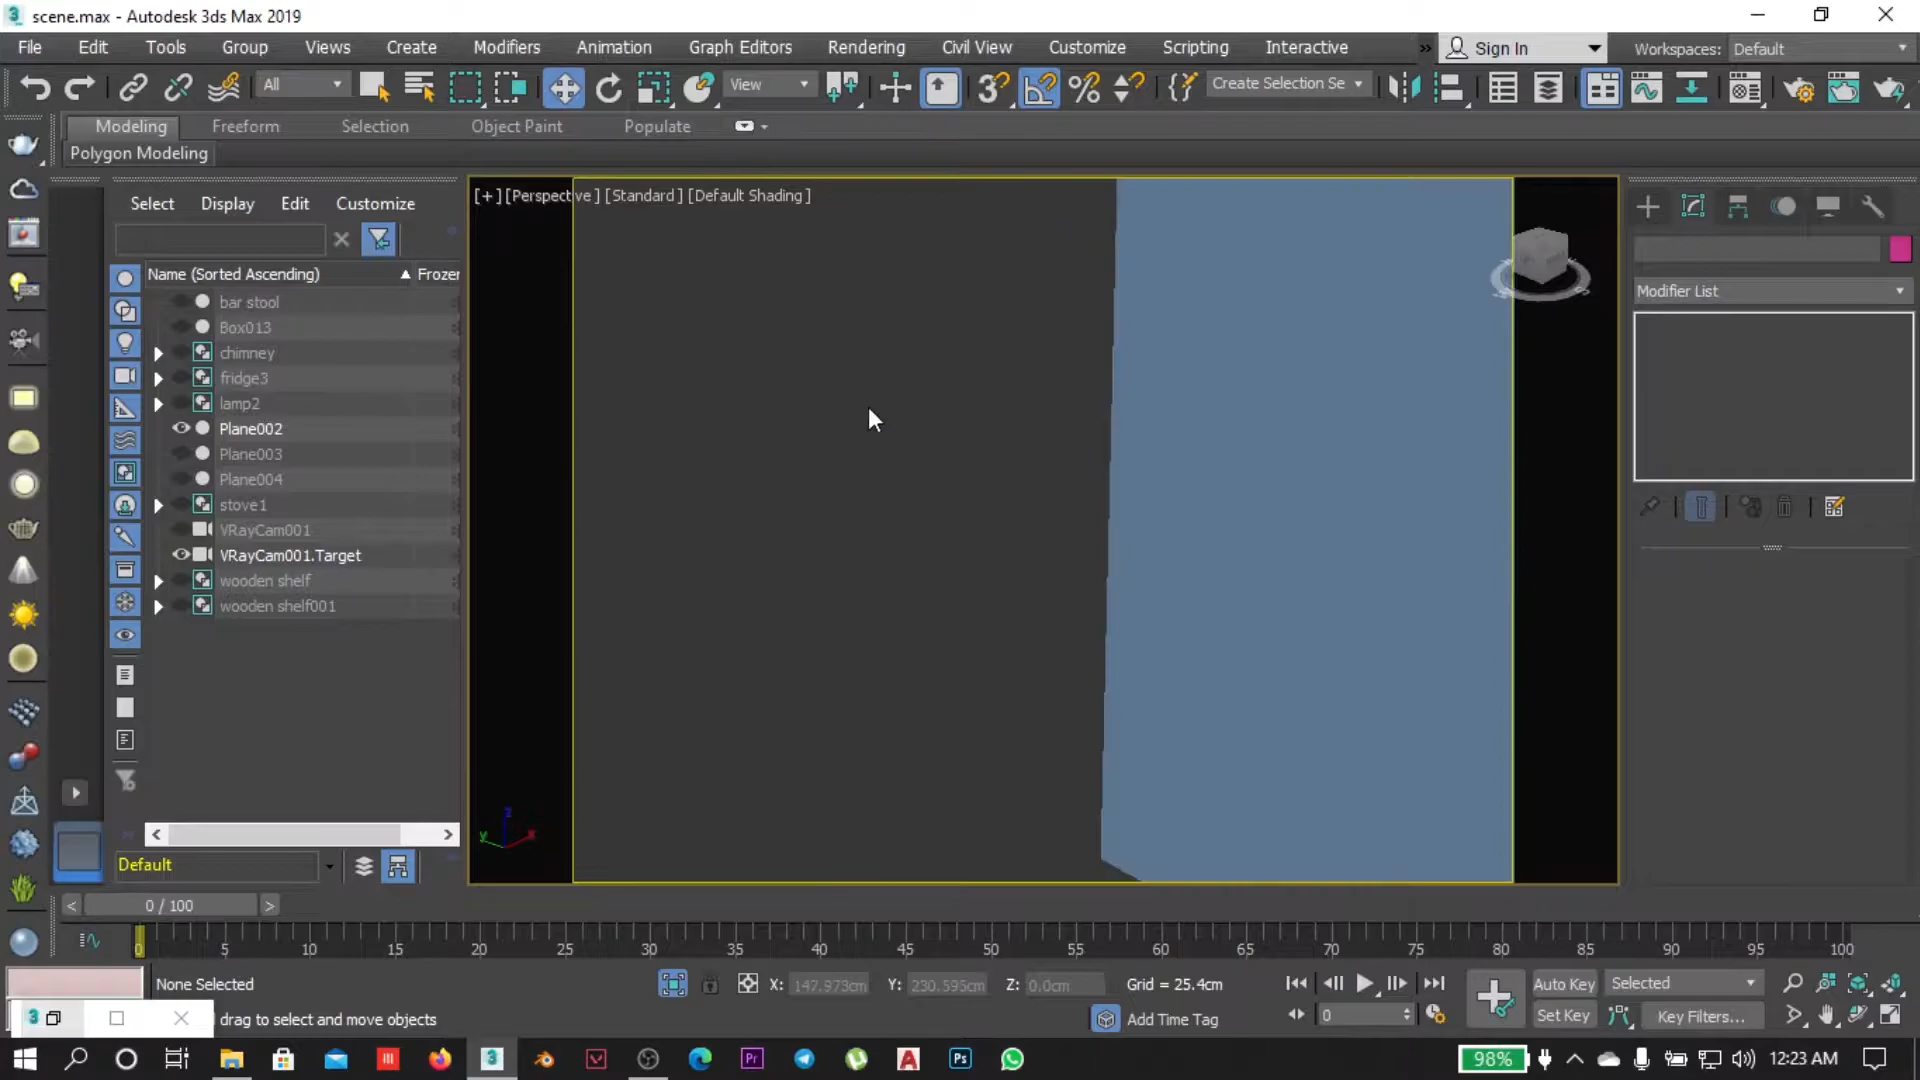 scene.max - Autodesk 3ds Max 2019
File Edit Tools Group Views Create Modifiers Animation Graph Editors Rendering Civil View Customize Scripting Interactive » Sign In Workspaces: Default
All View Create Selection Se
Modeling Freeform Selection Object Paint Populate
Polygon Modeling
[+] [Perspective] [Standard] [Default Shading]
Select Display Edit Customize
Name (Sorted Ascending) ▲ Frozen
bar stool
Box013
chimney
fridge3
lamp2
Plane002
Plane003
Plane004
stove1
VRayCam001
VRayCam001.Target
wooden shelf
wooden shelf001
Modifier List
z
y
x
Default
< 0 / 100 >
0 5 10 15 20 25 30 35 40 45 50 55 60 65 70 75 80 85 90 95 100
None Selected X: 147.973cm Y: 230.595cm Z: 0.0cm Grid = 25.4cm Auto Key Selected
drag to select and move objects Add Time Tag 0 Set Key Key Filters...
98% 12:23 AM